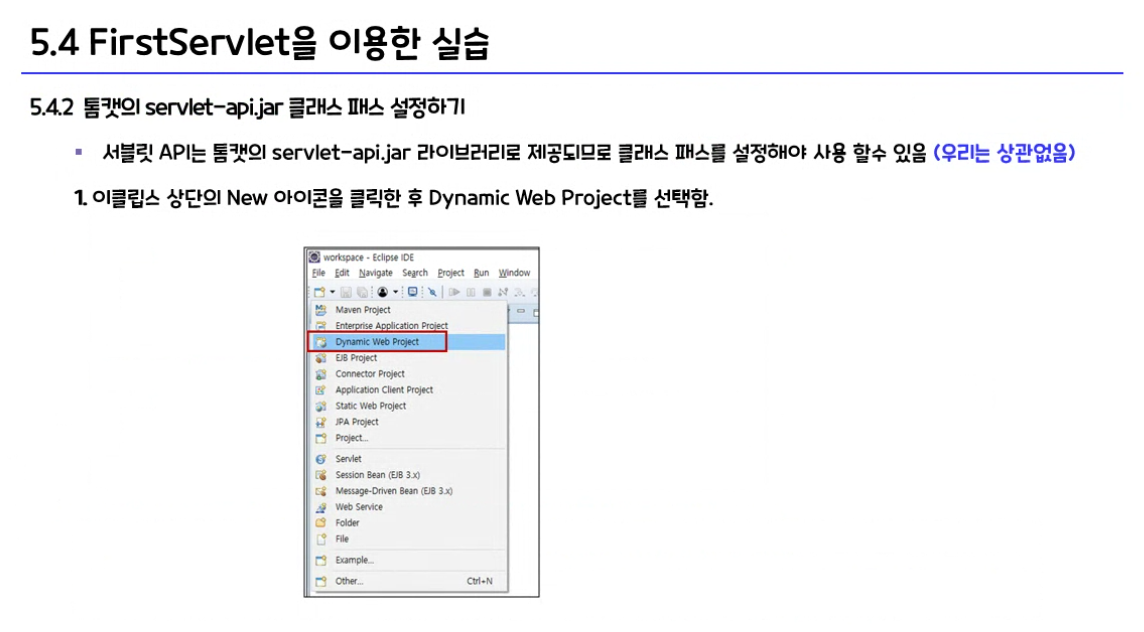 5.4 FirstServlet을 이용한 실습
5.4.2 톰캣의 servlet-api.jar 클래스 패스 설정하기
▪ 서블릿 API는 톰캣의 servlet-api.jar 라이브러리로 제공되므로 클래스 패스를 설정해야 사용 할수 있음 (우리는 상관없음)
1. 이클립스 상단의 New 아이콘을 클릭한 후 Dynamic Web Project를 선택함.
workspace - Eclipse IDE
File Edit Navigate Search Project Run Window
Maven Project
Enterprise Application Project
Dynamic Web Project
EJB Project
Connector Project
Application Client Project
Static Web Project
JPA Project
Project...
Servlet
Session Bean (EJB 3.x)
Message-Driven Bean (EJB 3.x)
Web Service
Folder
File
Example...
Other... Ctrl+N